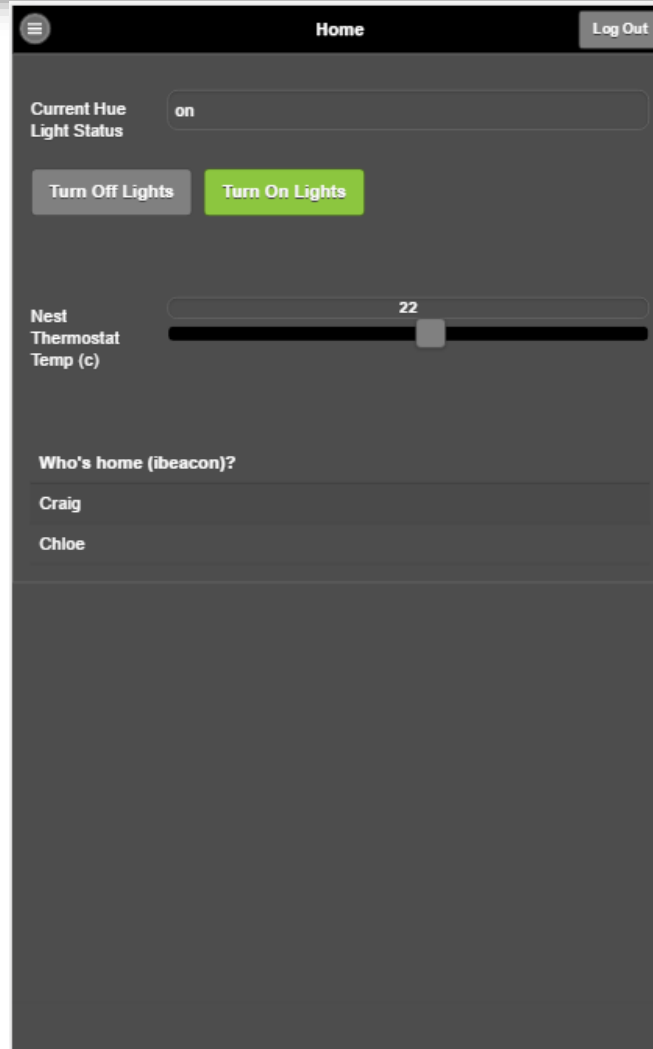 Home
Log Out
Current Hue
Light Status
on
Turn Off Lights
Turn On Lights
22
Nest
Thermostat
Temp (c)
Who's home (ibeacon)?
Craig
Chloe